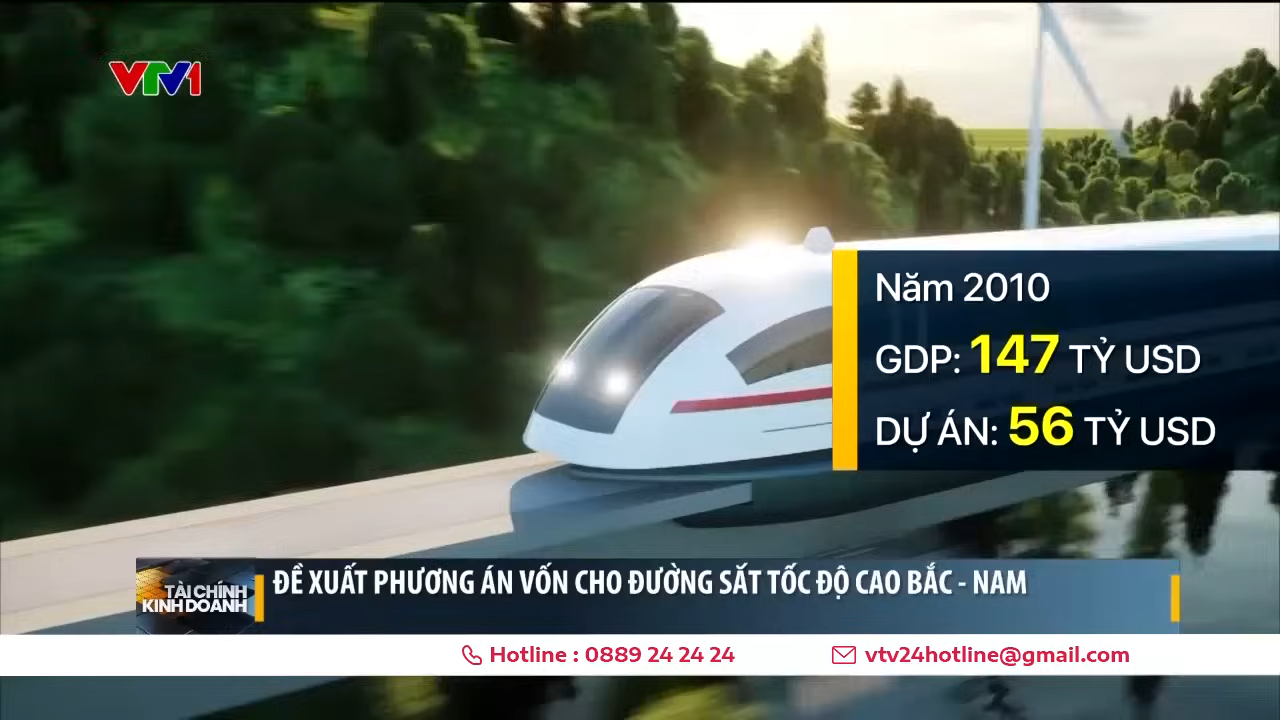 VTV1
Năm 2010
GDP: 147 TỶ USD
DỰ ÁN: 56 TỶ USD
TÀI CHÍNH
KINH DOANH
ĐỀ XUẤT PHƯƠNG ÁN VỐN CHO ĐƯỜNG SẮT TỐC ĐỘ CAO BẮC - NAM
Hotline : 0889 24 24 24
vtv24hotline@gmail.com